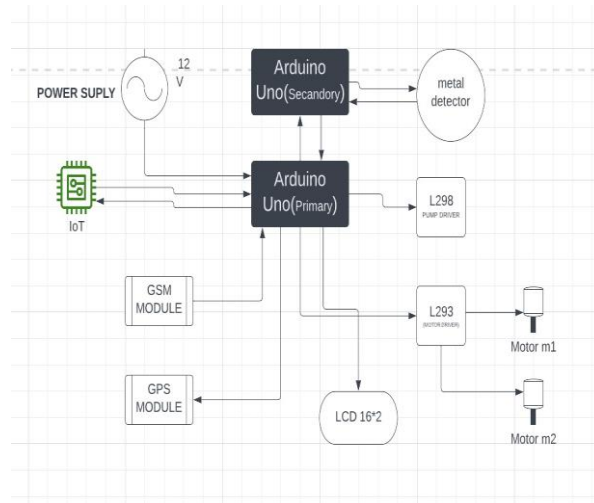 12
V
POWER SUPLY
Arduino
Uno(Secandory)
metal
detector
Arduino
Uno(Primary)
IoT
L298
PUMP DRIVER
GSM
MODULE
L293
(MOTOR DRIVER)
Motor m1
GPS
MODULE
LCD 16*2
Motor m2